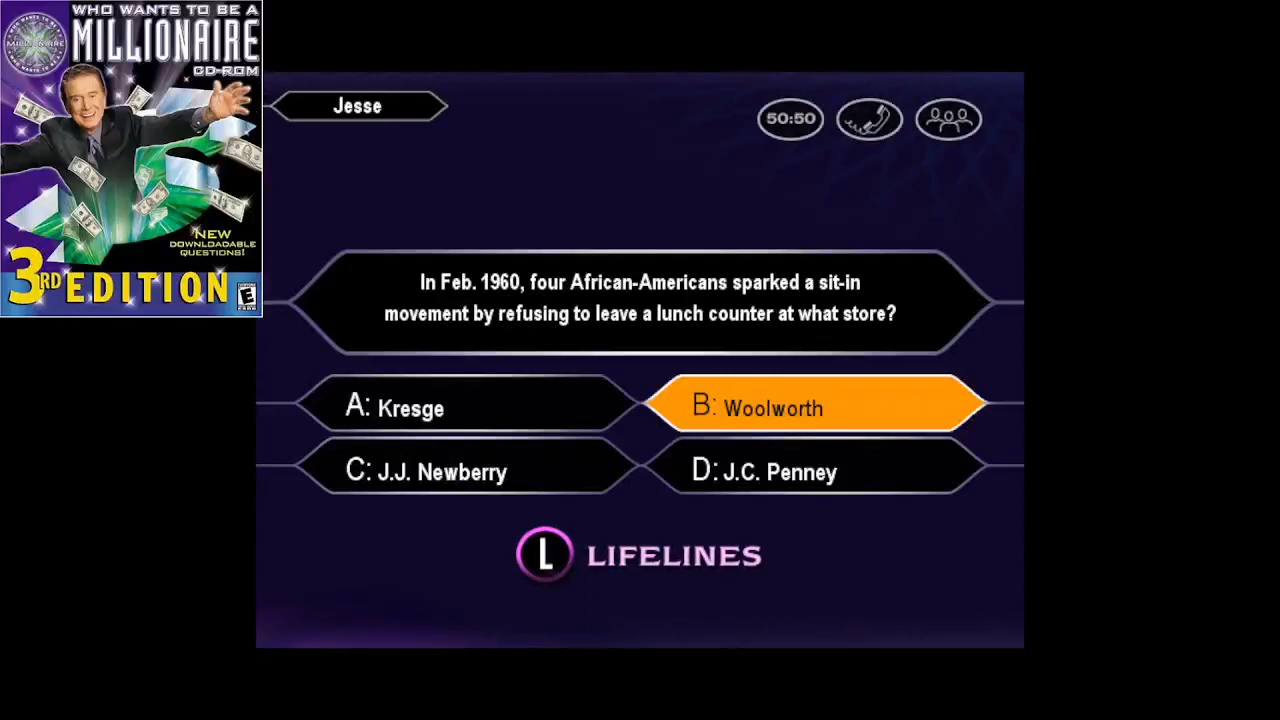 WHO WANTS TO BE A
MILLIONAIRE
CD-ROM
MILLIONAIRE
NEW
DOWNLOADABLE
QUESTIONS!
3RD EDITION
E
Jesse
50:50
In Feb. 1960, four African-Americans sparked a sit-in
movement by refusing to leave a lunch counter at what store?
A: Kresge
B: Woolworth
C: J.J. Newberry
D: J.C. Penney
L LIFELINES